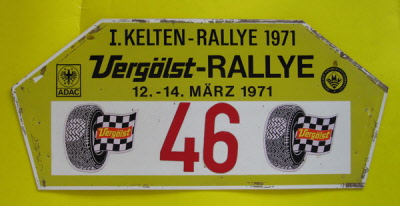 I. KELTEN-RALLYE 1971
Vergölst-RALLYE
ADAC
12.-14. MÄRZ 1971
Vergölst
46
Vergölst